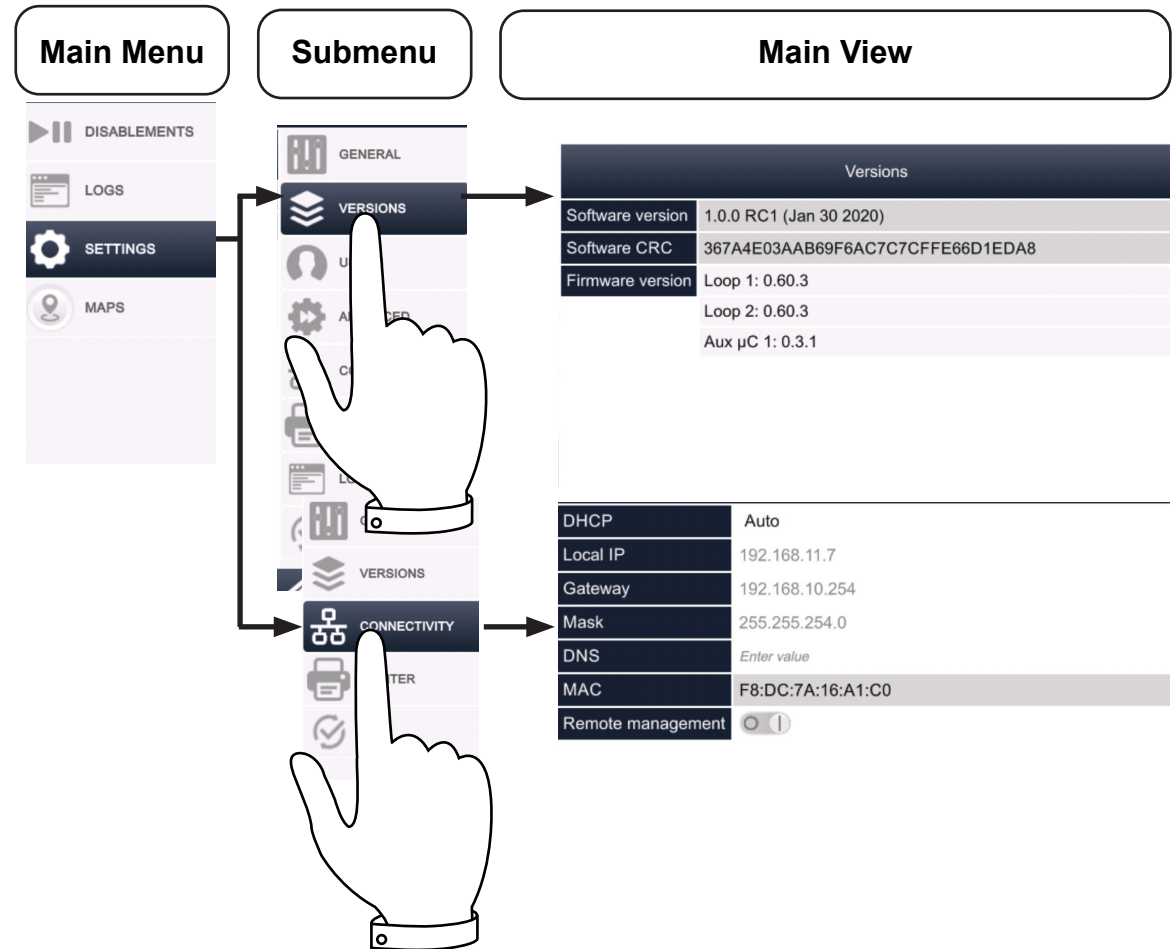 Main Menu
Submenu
Main View
DISABLEMENTS
LOGS
SETTINGS
MAPS
GENERAL
VERSIONS
Versions
Software version 1.0.0 RC1 (Jan 30 2020)
Software CRC 367A4E03AAB69F6AC7C7CFFE66D1EDA8
Firmware version Loop 1: 0.60.3
Loop 2: 0.60.3
Aux µC 1: 0.3.1
VERSIONS
CONNECTIVITY
DHCP Auto
Local IP 192.168.11.7
Gateway 192.168.10.254
Mask 255.255.254.0
DNS Enter value
MAC F8:DC:7A:16:A1:C0
Remote management